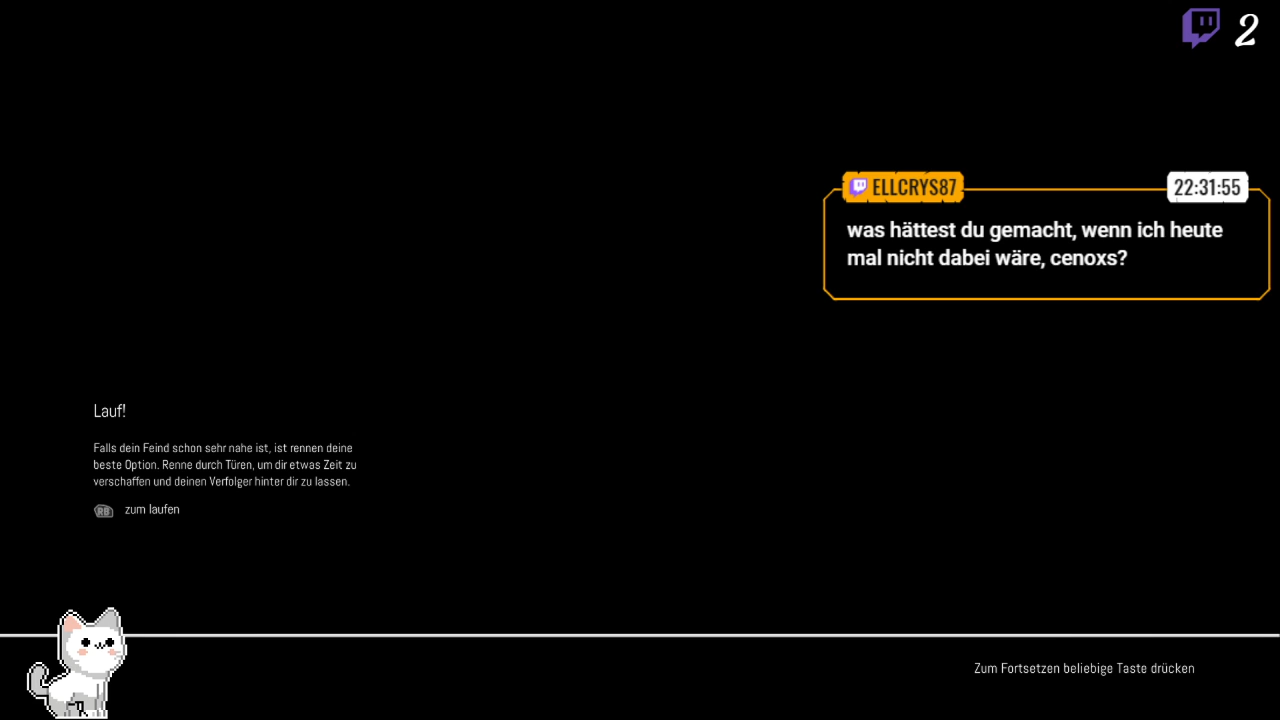 2
ELLCRYS87
22:31:55
was hättest du gemacht, wenn ich heute
mal nicht dabei wäre, cenoxs?
Lauf!
Falls dein Feind schon sehr nahe ist, ist rennen deine
beste Option. Renne durch Türen, um dir etwas Zeit zu
verschaffen und deinen Verfolger hinter dir zu lassen.
RB zum laufen
Zum Fortsetzen beliebige Taste drücken